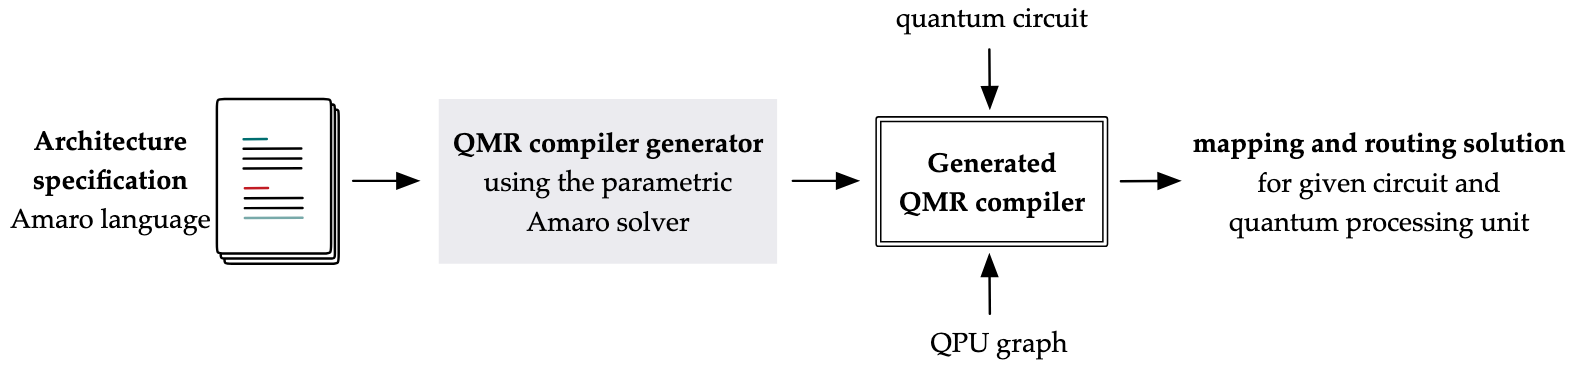 Architecture
specification
Amaro language
QMR compiler generator
using the parametric
Amaro solver
quantum circuit
Generated
QMR compiler
QPU graph
mapping and routing solution
for given circuit and
quantum processing unit